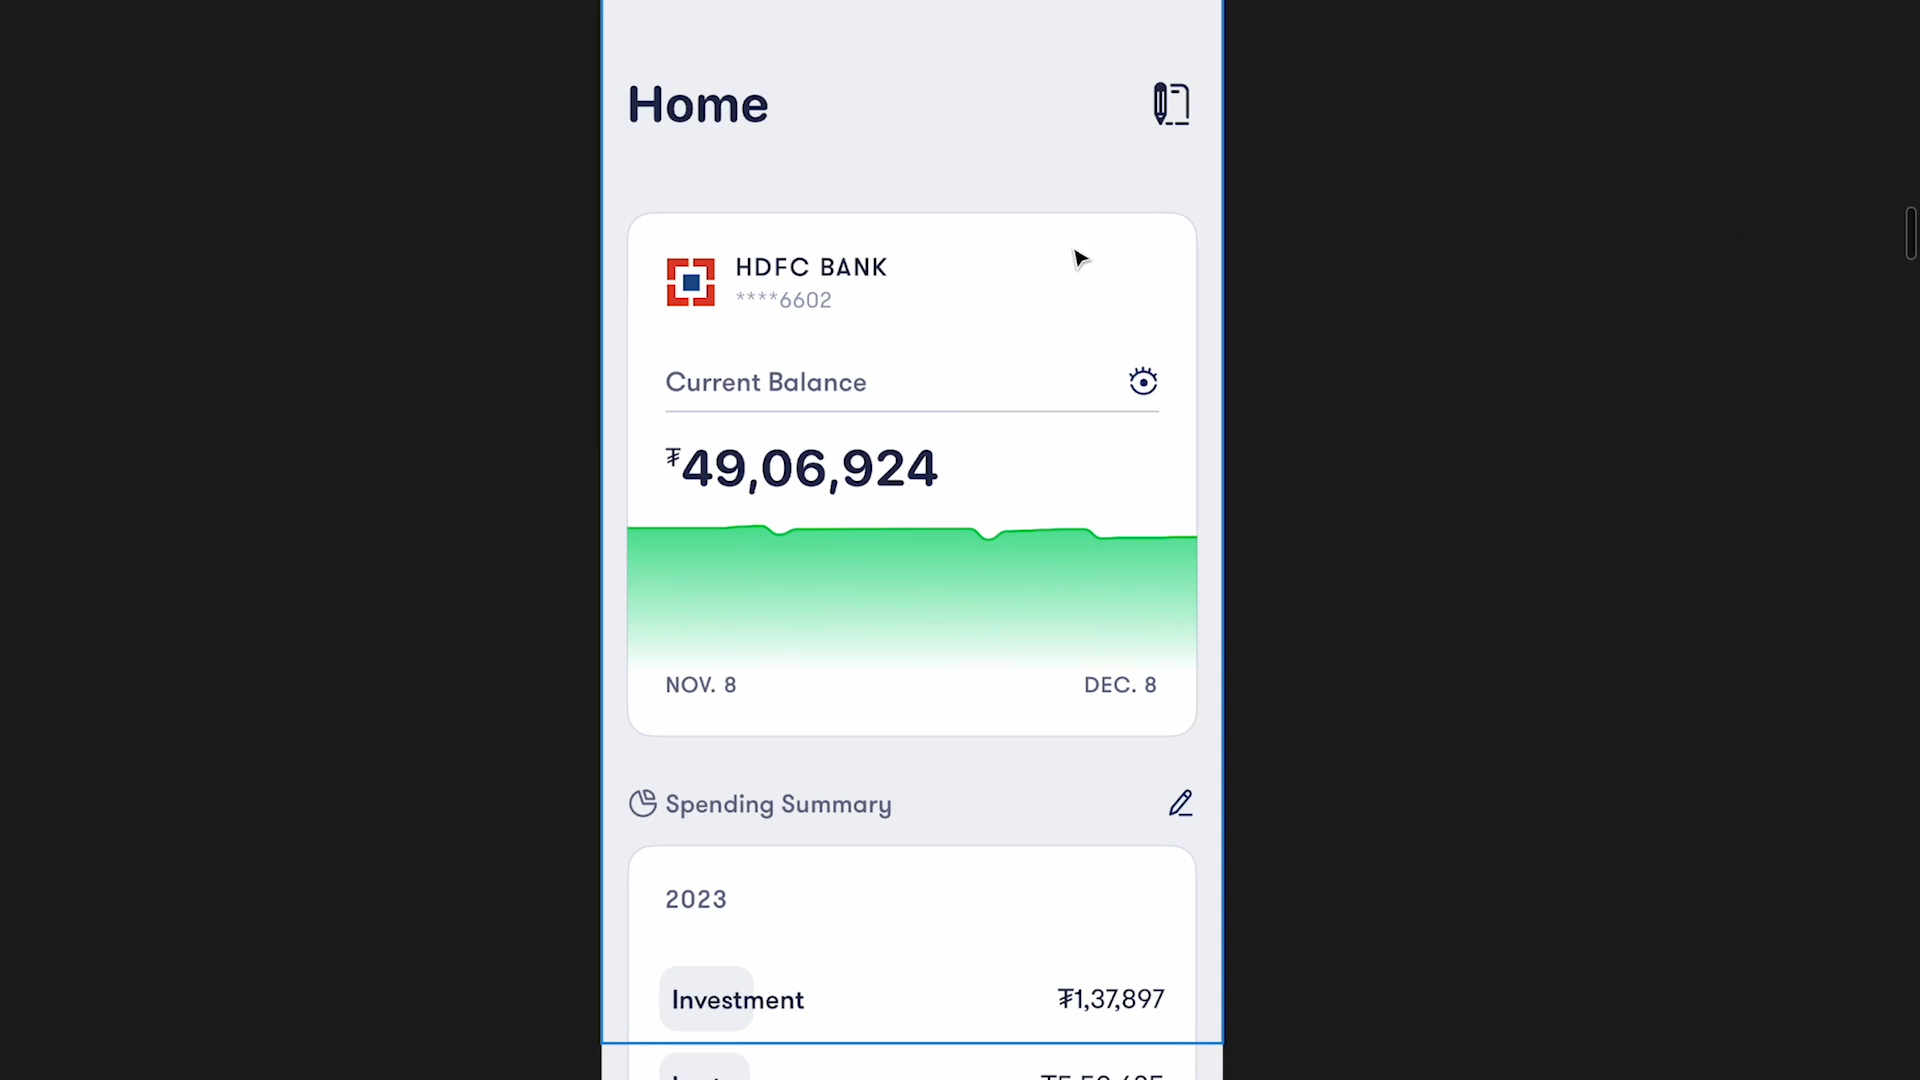 Home
HDFC BANK
****6602
Current Balance
₮49,06,924
NOV. 8
DEC. 8
Spending Summary
2023
Investment
₮1,37,897